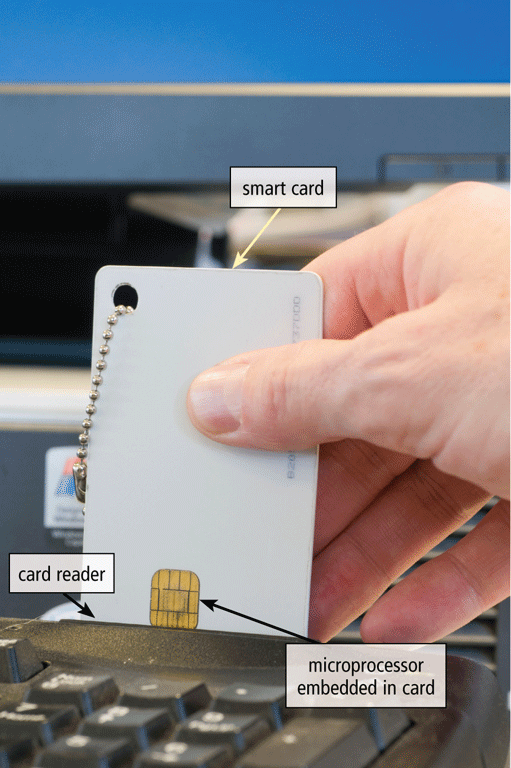 smart card
card reader
microprocessor
embedded in card